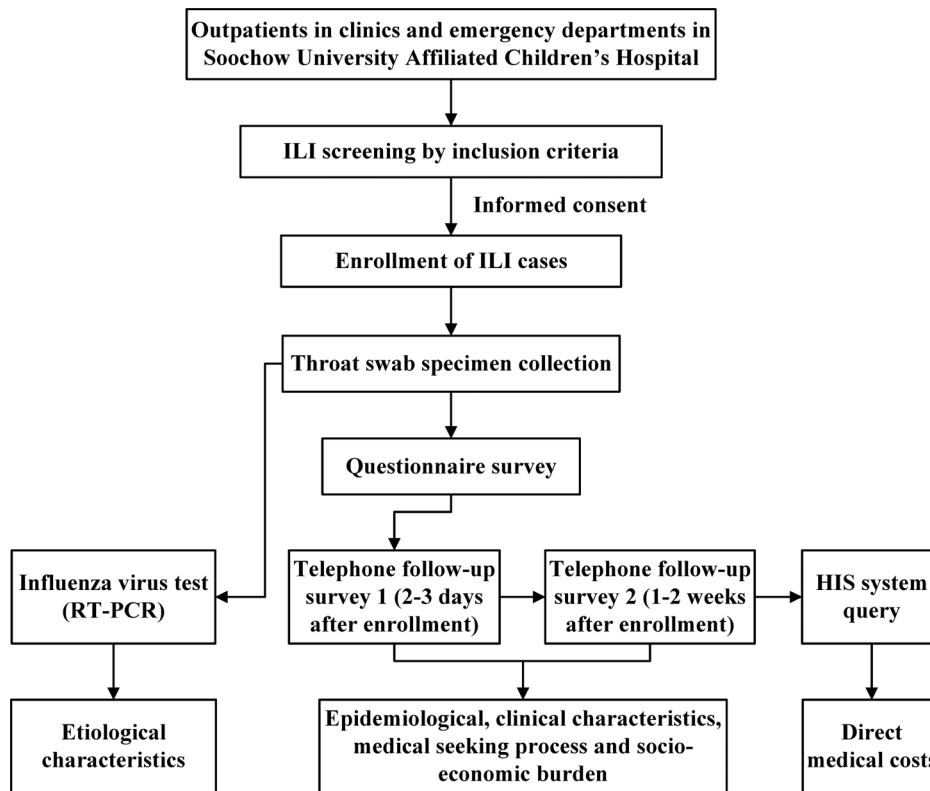 Outpatients in clinics and emergency departments in
Soochow University Affiliated Children's Hospital
ILI screening by inclusion criteria
Informed consent
Enrollment of ILI cases
Throat swab specimen collection
Questionnaire survey
Influenza virus test
(RT-PCR)
Telephone follow-up
survey 1 (2-3 days
after enrollment)
Telephone follow-up
survey 2 (1-2 weeks
after enrollment)
HIS system
query
Etiological
characteristics
Epidemiological, clinical characteristics,
medical seeking process and socio-
economic burden
Direct
medical costs